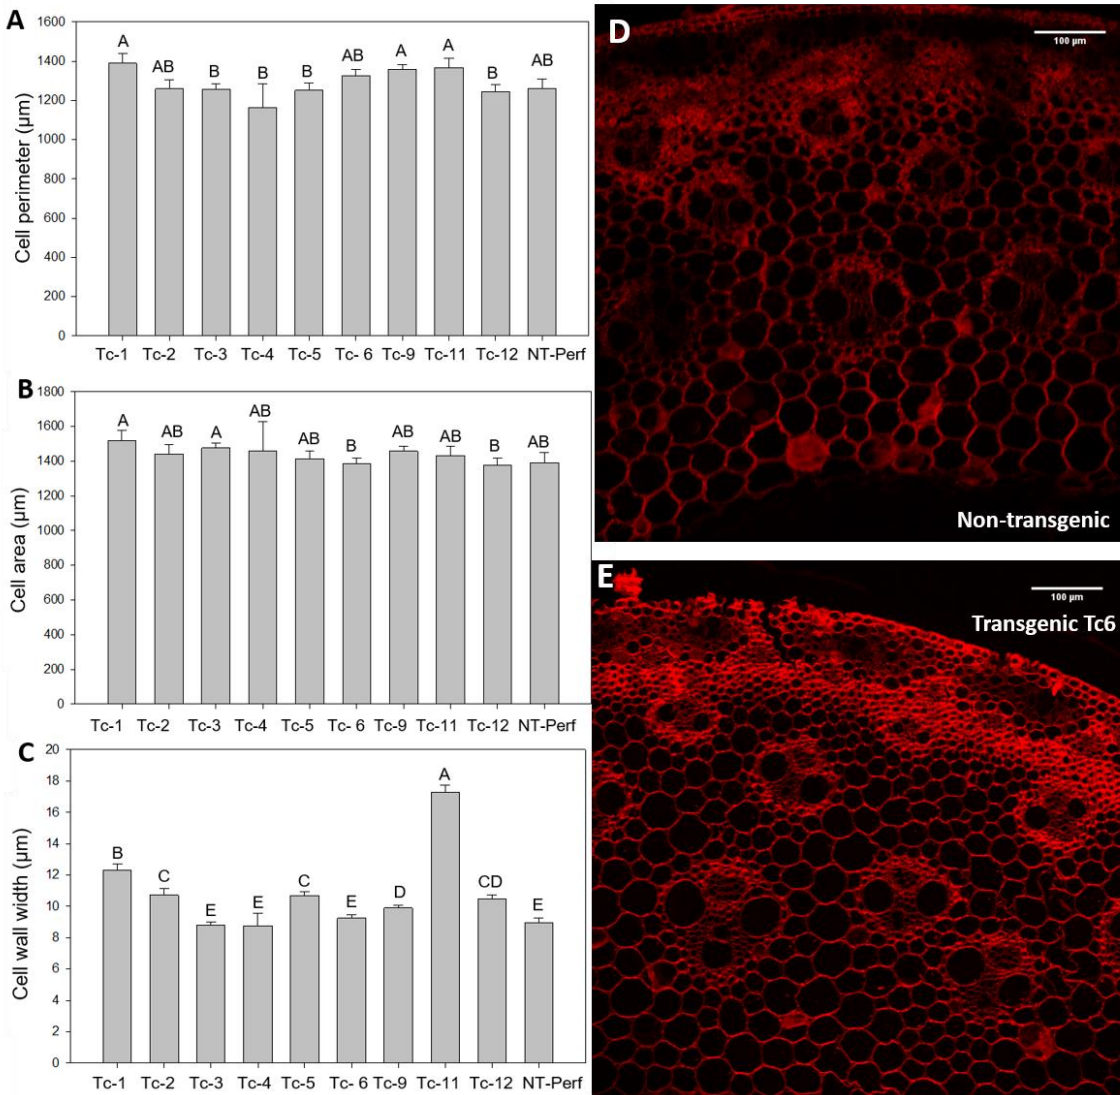 A
Cell perimeter (µm)
1600
1400
1200
1000
800
600
400
200
0
A
AB
B
B
B
AB
A
A
B
AB
Tc-1 Tc-2 Tc-3 Tc-4 Tc-5 Tc- 6 Tc-9 Tc-11 Tc-12 NT-Perf
B
Cell area (µm)
1800
1600
1400
1200
1000
800
600
400
200
0
A
AB
A
AB
AB
B
AB
AB
B
AB
Tc-1 Tc-2 Tc-3 Tc-4 Tc-5 Tc- 6 Tc-9 Tc-11 Tc-12 NT-Perf
C
Cell wall width (µm)
20
18
16
14
12
10
8
6
4
2
0
B
C
E
E
C
E
D
A
CD
E
Tc-1 Tc-2 Tc-3 Tc-4 Tc-5 Tc- 6 Tc-9 Tc-11 Tc-12 NT-Perf
D
100 µm
Non-transgenic
E
100 µm
Transgenic Tc6